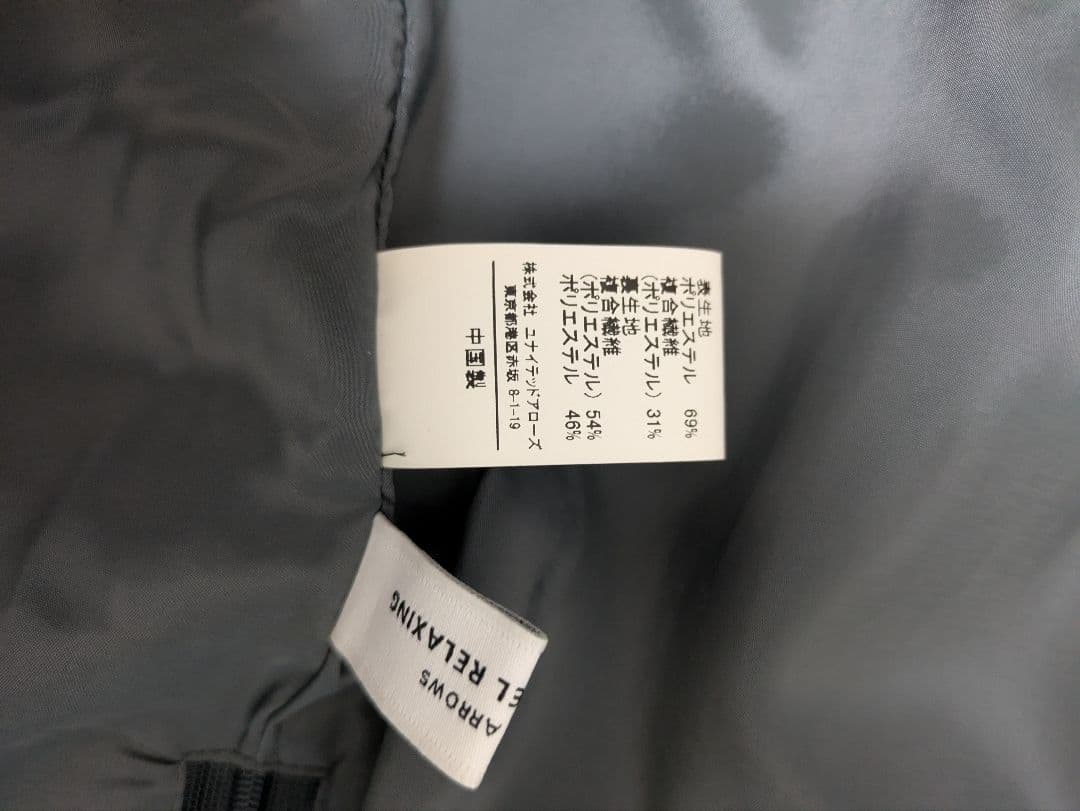 表生地
ポリエステル 69%
複合繊維
(ポリエステル) 31%
裏生地
複合繊維
(ポリエステル) 54%
ポリエステル 46%
株式会社 ユナイテッドアローズ
東京都港区赤坂 8-1-19
中国製
ARROWS
EL RELAXING